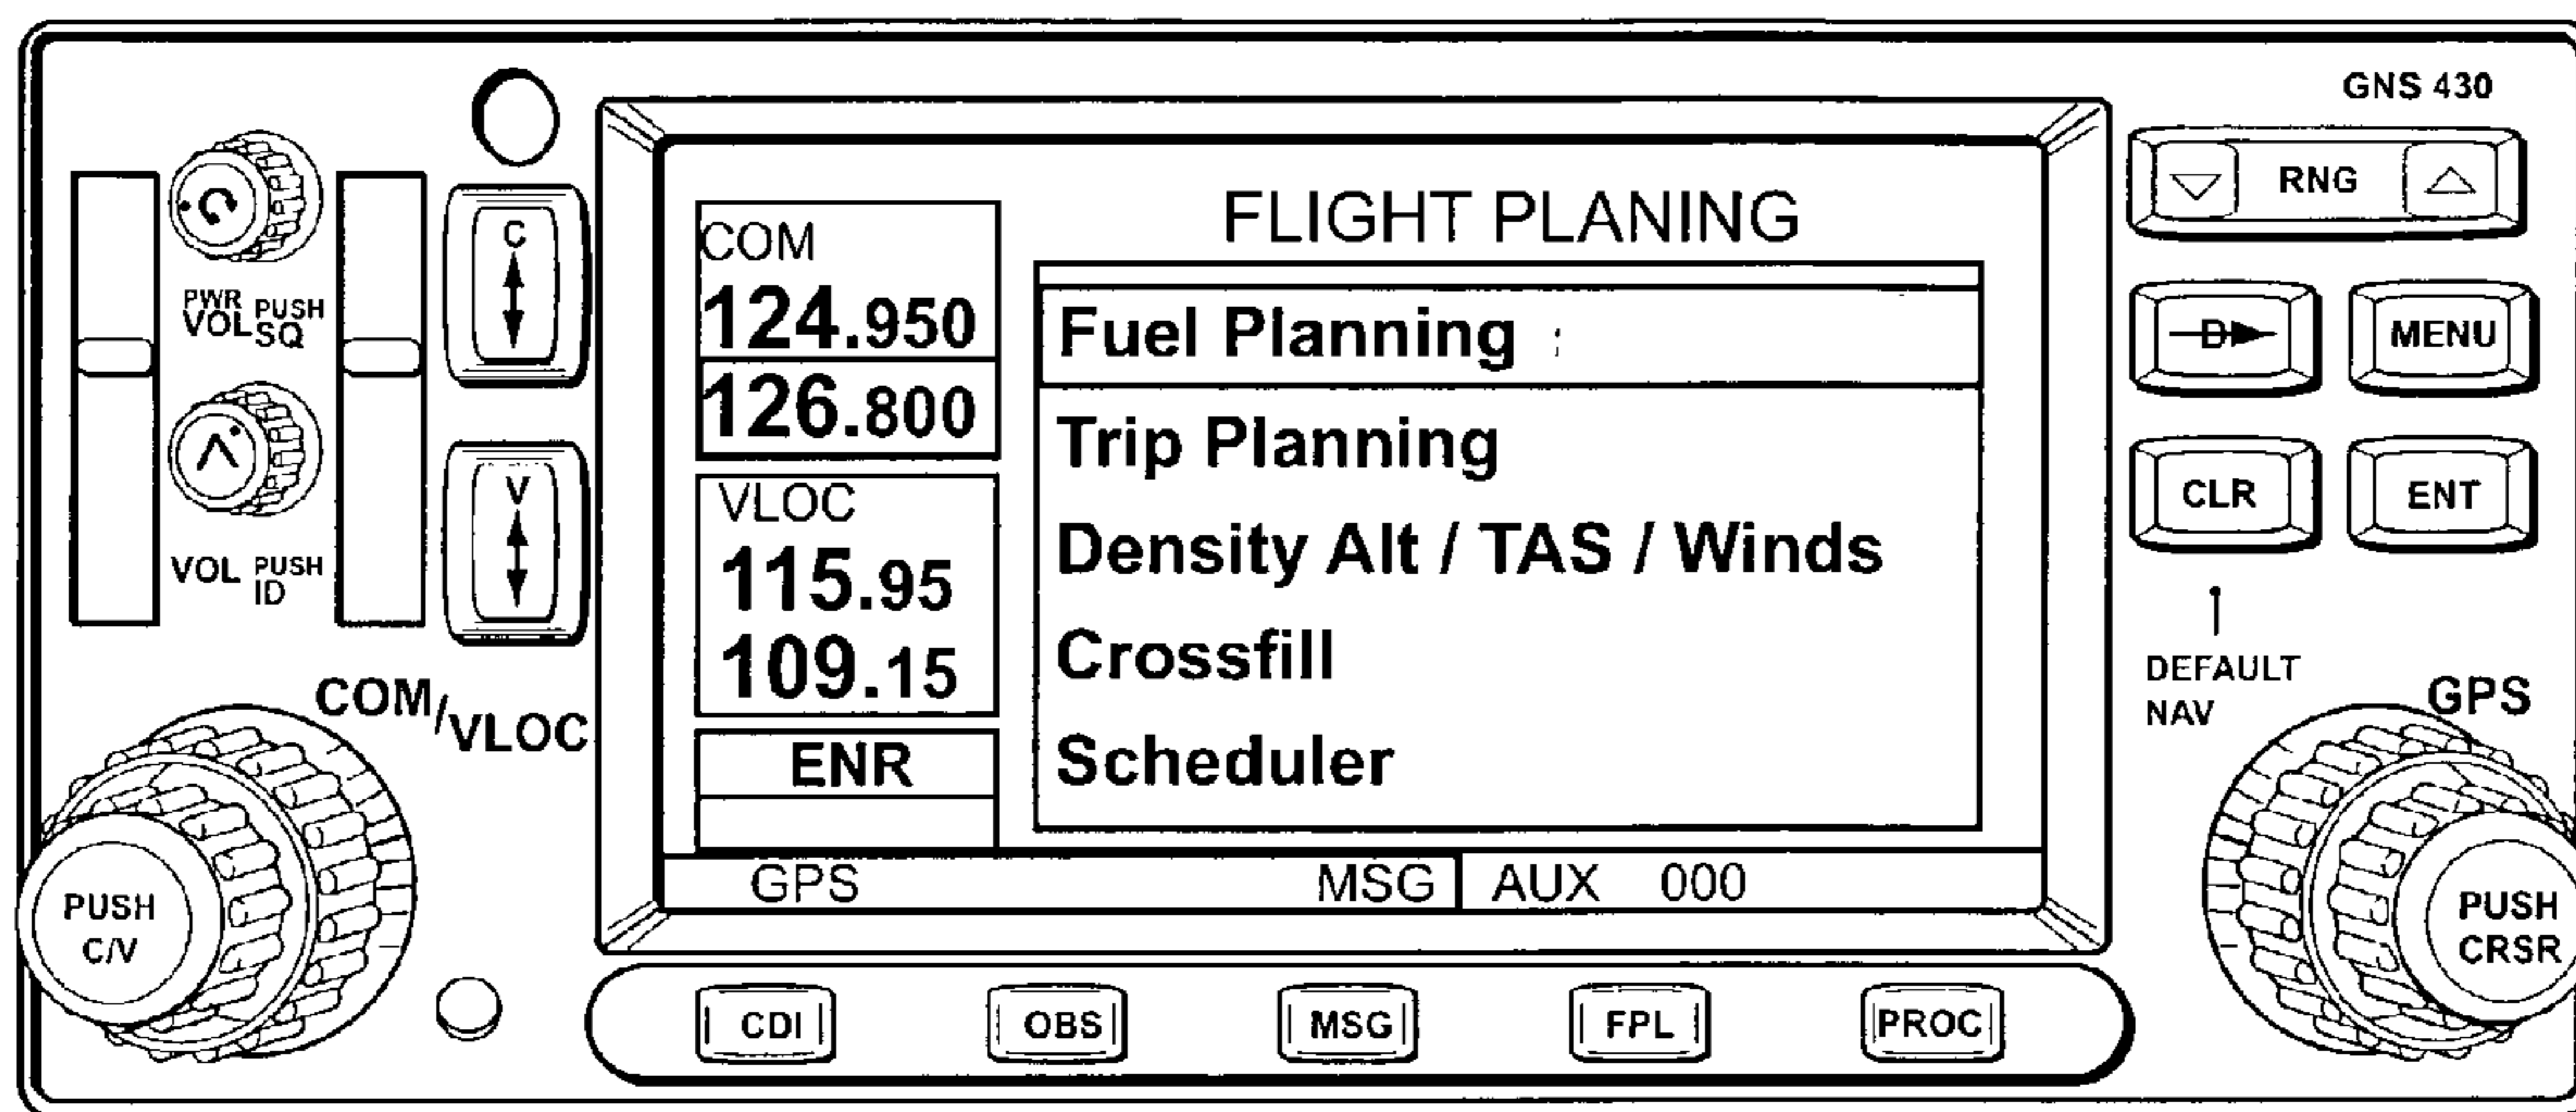 GNS 430
PWR
VOL PUSH
SQ
VOL PUSH
ID
C
V
COM/VLOC
PUSH
C/V
FLIGHT PLANING
COM
124.950
126.800
VLOC
115.95
109.15
ENR
Fuel Planning
Trip Planning
Density Alt / TAS / Winds
Crossfill
Scheduler
GPS MSG AUX 000
RNG
D MENU
CLR ENT
DEFAULT
NAV
GPS
PUSH
CRSR
CDI OBS MSG FPL PROC